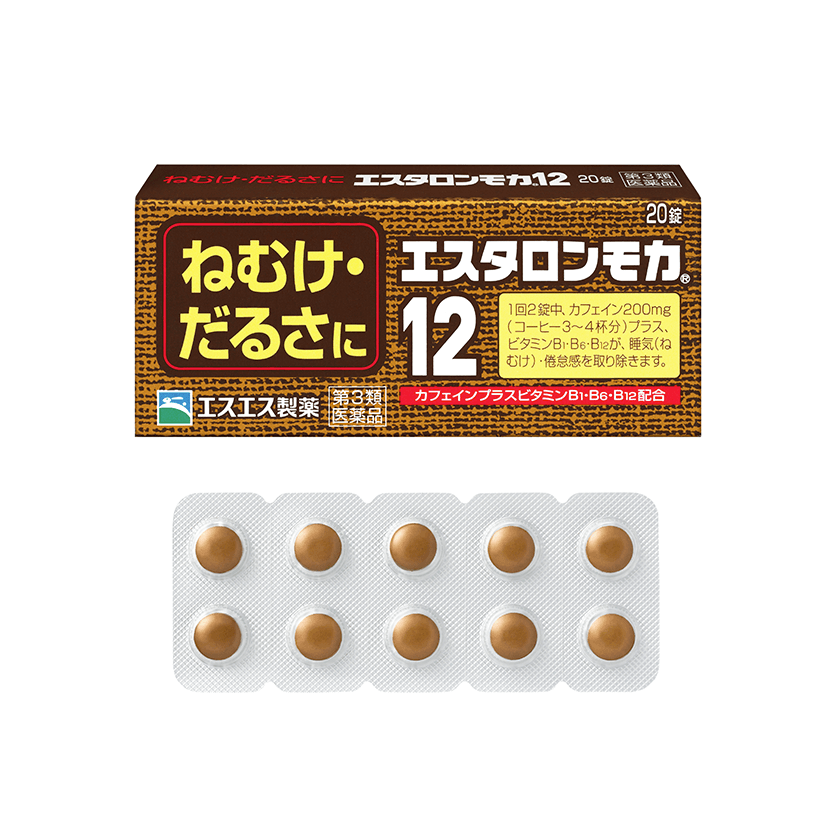 ねむけ・だるさに エスタロンモカ®12 20錠 第3類
医薬品
20錠
ねむけ・
だるさに
エスタロンモカ®
12
1回2錠中、カフェイン200mg
(コーヒー3〜4杯分)プラス、
ビタミンB1・B6・B12が、睡気(ね
むけ)・倦怠感を取り除きます。
カフェインプラスビタミンB1・B6・B12配合
エスエス製薬
第3類
医薬品